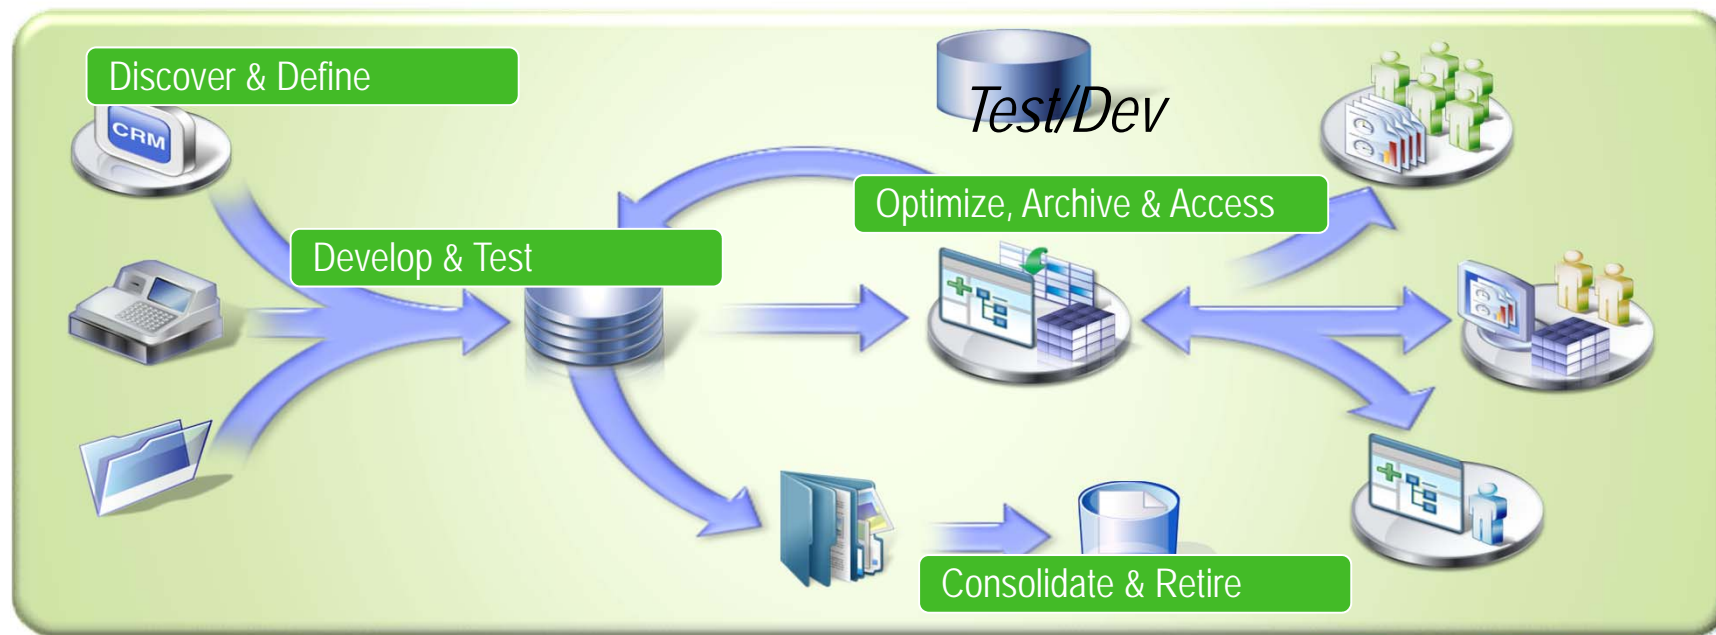 Discover & Define
CRM
Test/Dev
Optimize, Archive & Access
Develop & Test
Consolidate & Retire